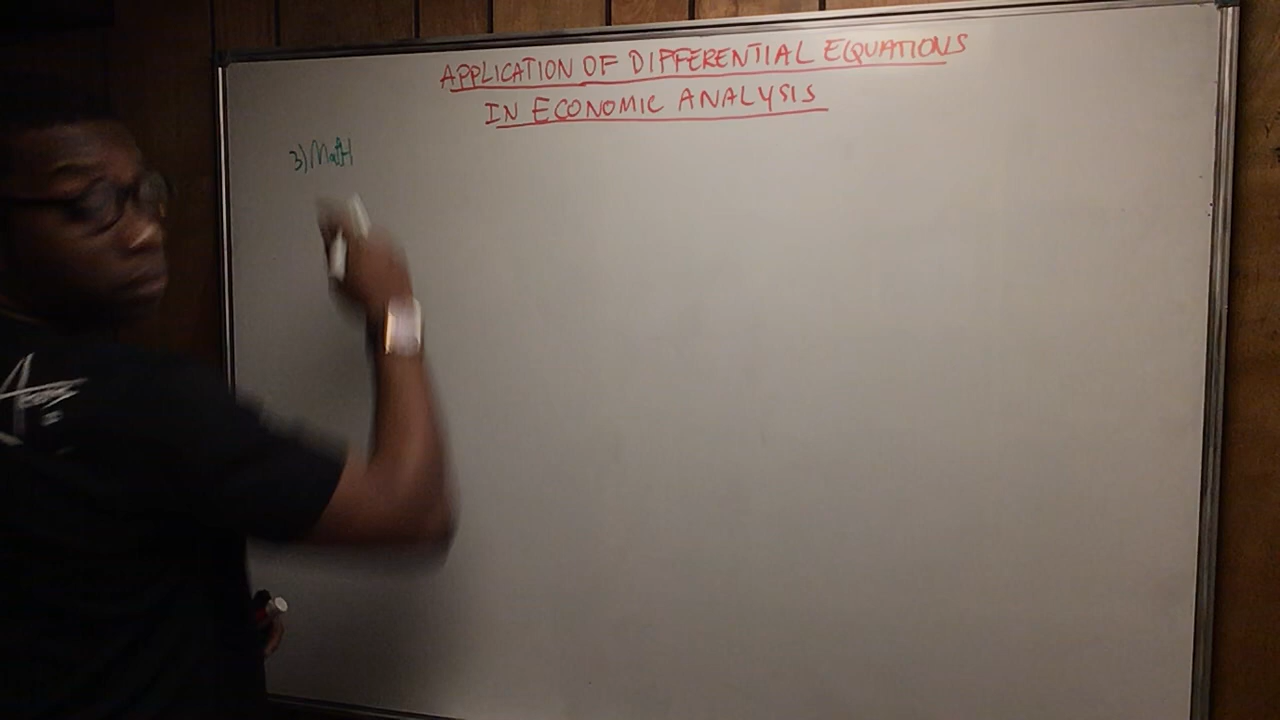 APPLICATION OF DIFFERENTIAL EQUATIONS
IN ECONOMIC ANALYSIS
3) MatH